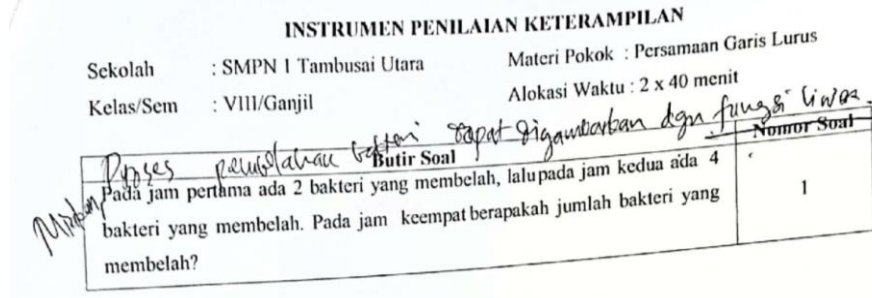 INSTRUMEN PENILAIAN KETERAMPILAN
Sekolah : SMPN 1 Tambusai Utara Materi Pokok : Persamaan Garis Lurus
Kelas/Sem : VIII/Ganjil Alokasi Waktu : 2 x 40 menit
Proses pembelahan bakteri dapat digambarkan dgn fungsi linear.
Butir Soal Nomor Soal
Misalkan
Pada jam pertama ada 2 bakteri yang membelah, lalu pada jam kedua ada 4
bakteri yang membelah. Pada jam keempat berapakah jumlah bakteri yang 1
membelah?